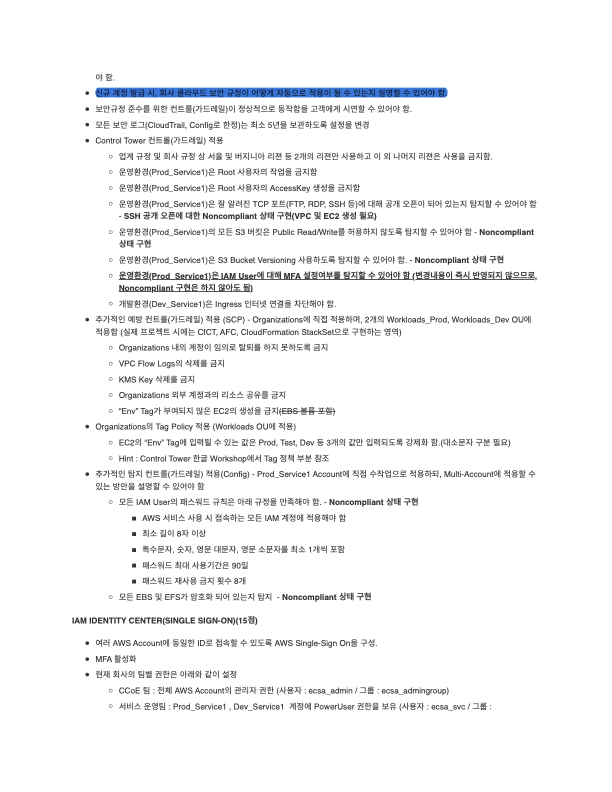 야 함.
● 신규 계정 발급 시, 회사 클라우드 보안 규정이 어떻게 자동으로 적용이 될 수 있는지 설명할 수 있어야 함.
● 보안규정 준수를 위한 컨트롤(가드레일)이 정상적으로 동작함을 고객에게 시연할 수 있어야 함.
● 모든 보안 로그(CloudTrail, Config로 한정)는 최소 5년을 보관하도록 설정을 변경
● Control Tower 컨트롤(가드레일) 적용
○ 업계 규정 및 회사 규정 상 서울 및 버지니아 리젼 등 2개의 리젼만 사용하고 이 외 나머지 리젼은 사용을 금지함.
○ 운영환경(Prod_Service1)은 Root 사용자의 작업을 금지함
○ 운영환경(Prod_Service1)은 Root 사용자의 AccessKey 생성을 금지함
○ 운영환경(Prod_Service1)은 잘 알려진 TCP 포트(FTP, RDP, SSH 등)에 대해 공개 오픈이 되어 있는지 탐지할 수 있어야 함
- SSH 공개 오픈에 대한 Noncompliant 상태 구현(VPC 및 EC2 생성 필요)
○ 운영환경(Prod_Service1)의 모든 S3 버킷은 Public Read/Write를 허용하지 않도록 탐지할 수 있어야 함 - Noncompliant
상태 구현
○ 운영환경(Prod_Service1)은 S3 Bucket Versioning 사용하도록 탐지할 수 있어야 함. - Noncompliant 상태 구현
○ 운영환경(Prod_Service1)은 IAM User에 대해 MFA 설정여부를 탐지할 수 있어야 함 (변경내용이 즉시 반영되지 않으므로,
Noncompliant 구현은 하지 않아도 됨)
○ 개발환경(Dev_Service1)은 Ingress 인터넷 연결을 차단해야 함.
● 추가적인 예방 컨트롤(가드레일) 적용 (SCP) - Organizations에 직접 적용하며, 2개의 Workloads_Prod, Workloads_Dev OU에
적용함 (실제 프로젝트 시에는 CfCT, AFC, CloudFormation StackSet으로 구현하는 영역)
○ Organizations 내의 계정이 임의로 탈퇴를 하지 못하도록 금지
○ VPC Flow Logs의 삭제를 금지
○ KMS Key 삭제를 금지
○ Organizations 외부 계정과의 리소스 공유를 금지
○ “Env” Tag가 부여되지 않은 EC2의 생성을 금지(EBS 볼륨 포함)
● Organizations의 Tag Policy 적용 (Workloads OU에 적용)
○ EC2의 “Env” Tag에 입력될 수 있는 값은 Prod, Test, Dev 등 3개의 값만 입력되도록 강제화 함.(대소문자 구분 필요)
○ Hint : Control Tower 한글 Workshop에서 Tag 정책 부분 참조
● 추가적인 탐지 컨트롤(가드레일) 적용(Config) - Prod_Service1 Account에 직접 수작업으로 적용하되, Multi-Account에 적용할 수
있는 방안을 설명할 수 있어야 함
○ 모든 IAM User의 패스워드 규칙은 아래 규정을 만족해야 함. - Noncompliant 상태 구현
■ AWS 서비스 사용 시 접속하는 모든 IAM 계정에 적용해야 함
■ 최소 길이 8자 이상
■ 특수문자, 숫자, 영문 대문자, 영문 소문자를 최소 1개씩 포함
■ 패스워드 최대 사용기간은 90일
■ 패스워드 재사용 금지 횟수 8개
○ 모든 EBS 및 EFS가 암호화 되어 있는지 탐지 - Noncompliant 상태 구현
IAM IDENTITY CENTER(SINGLE SIGN-ON)(15점)
● 여러 AWS Account에 동일한 ID로 접속할 수 있도록 AWS Single-Sign On을 구성.
● MFA 활성화
● 현재 회사의 팀별 권한은 아래와 같이 설정
○ CCoE 팀 : 전체 AWS Account의 관리자 권한 (사용자 : ecsa_admin / 그룹 : ecsa_admingroup)
○ 서비스 운영팀 : Prod_Service1 , Dev_Service1 계정에 PowerUser 권한을 보유 (사용자 : ecsa_svc / 그룹 :